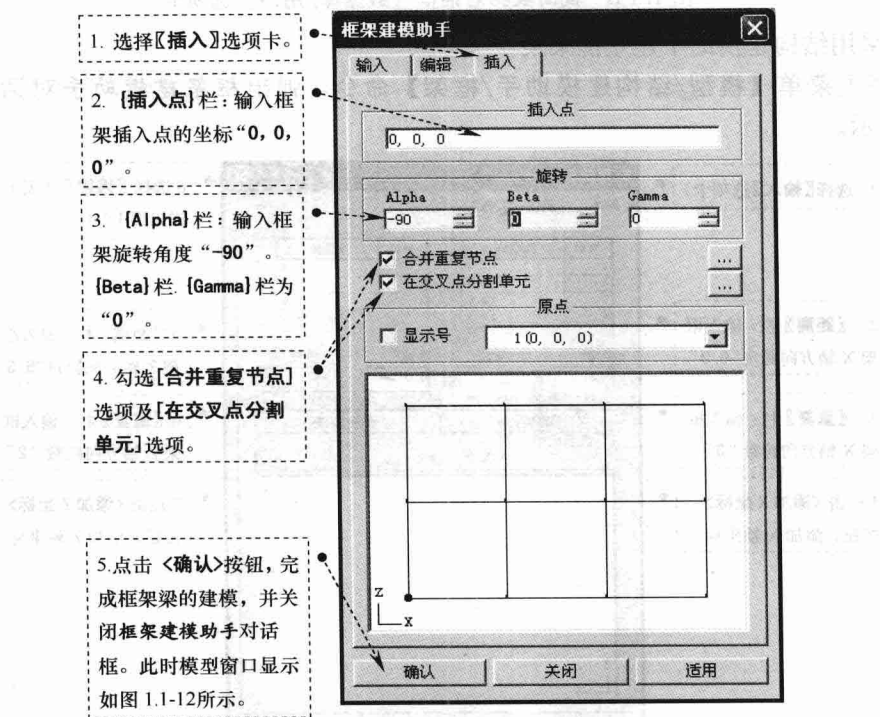 1. 选择〖插入〗选项卡。
2. {插入点}栏：输入框
架插入点的坐标“0，0，
0”。
3. {Alpha}栏：输入框
架旋转角度“-90”。
{Beta}栏. {Gamma}栏为
“0”。
4. 勾选[合并重复节点]
选项及[在交叉点分割
单元]选项。
5.点击 <确认>按钮，完
成框架梁的建模，并关
闭框架建模助手对话
框。此时模型窗口显示
如图 1.1-12所示。
框架建模助手
输入 编辑 插入
插入点
0, 0, 0
旋转
Alpha Beta Gamma
-90 0 0
合并重复节点 ...
在交叉点分割单元 ...
原点
显示号 1(0, 0, 0)
Z
X
确认 关闭 适用